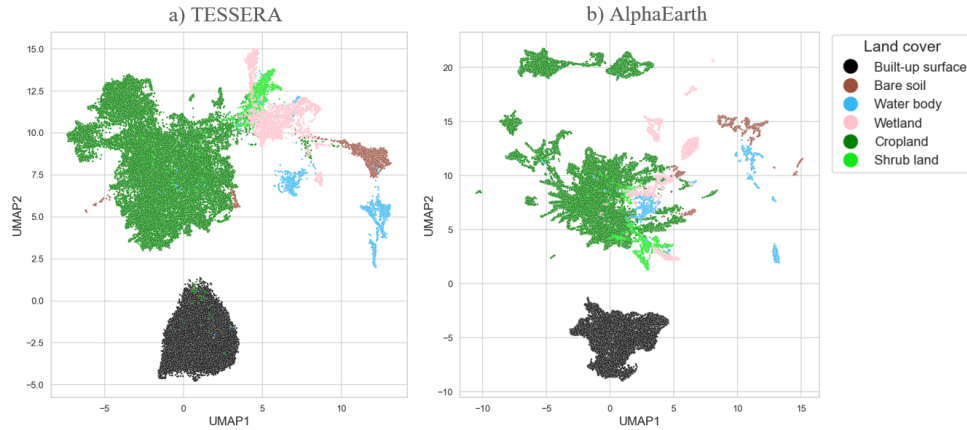 a) TESSERA
b) AlphaEarth
15.0
12.5
10.0
7.5
5.0
2.5
0.0
−2.5
−5.0
UMAP2
−5
0
5
10
UMAP1
20
15
10
5
0
−5
−10
UMAP2
−10
−5
0
5
10
15
UMAP1
Land cover
Built-up surface
Bare soil
Water body
Wetland
Cropland
Shrub land